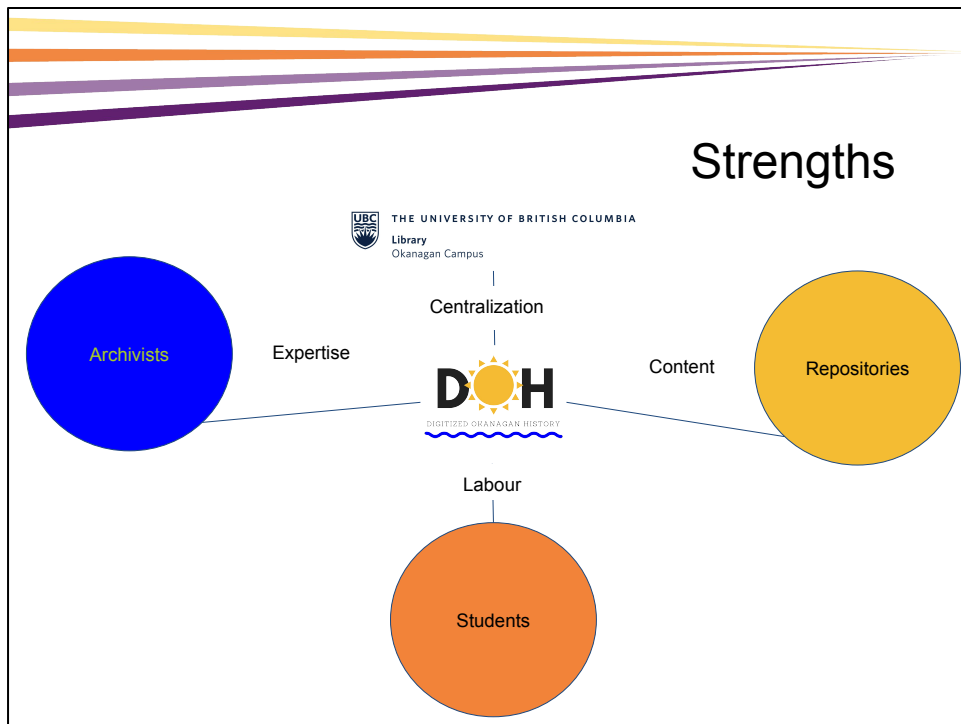 Strengths
UBC
THE UNIVERSITY OF BRITISH COLUMBIA
Library
Okanagan Campus
Centralization
Archivists
Expertise
Content
Repositories
DOH
DIGITIZED OKANAGAN HISTORY
Labour
Students